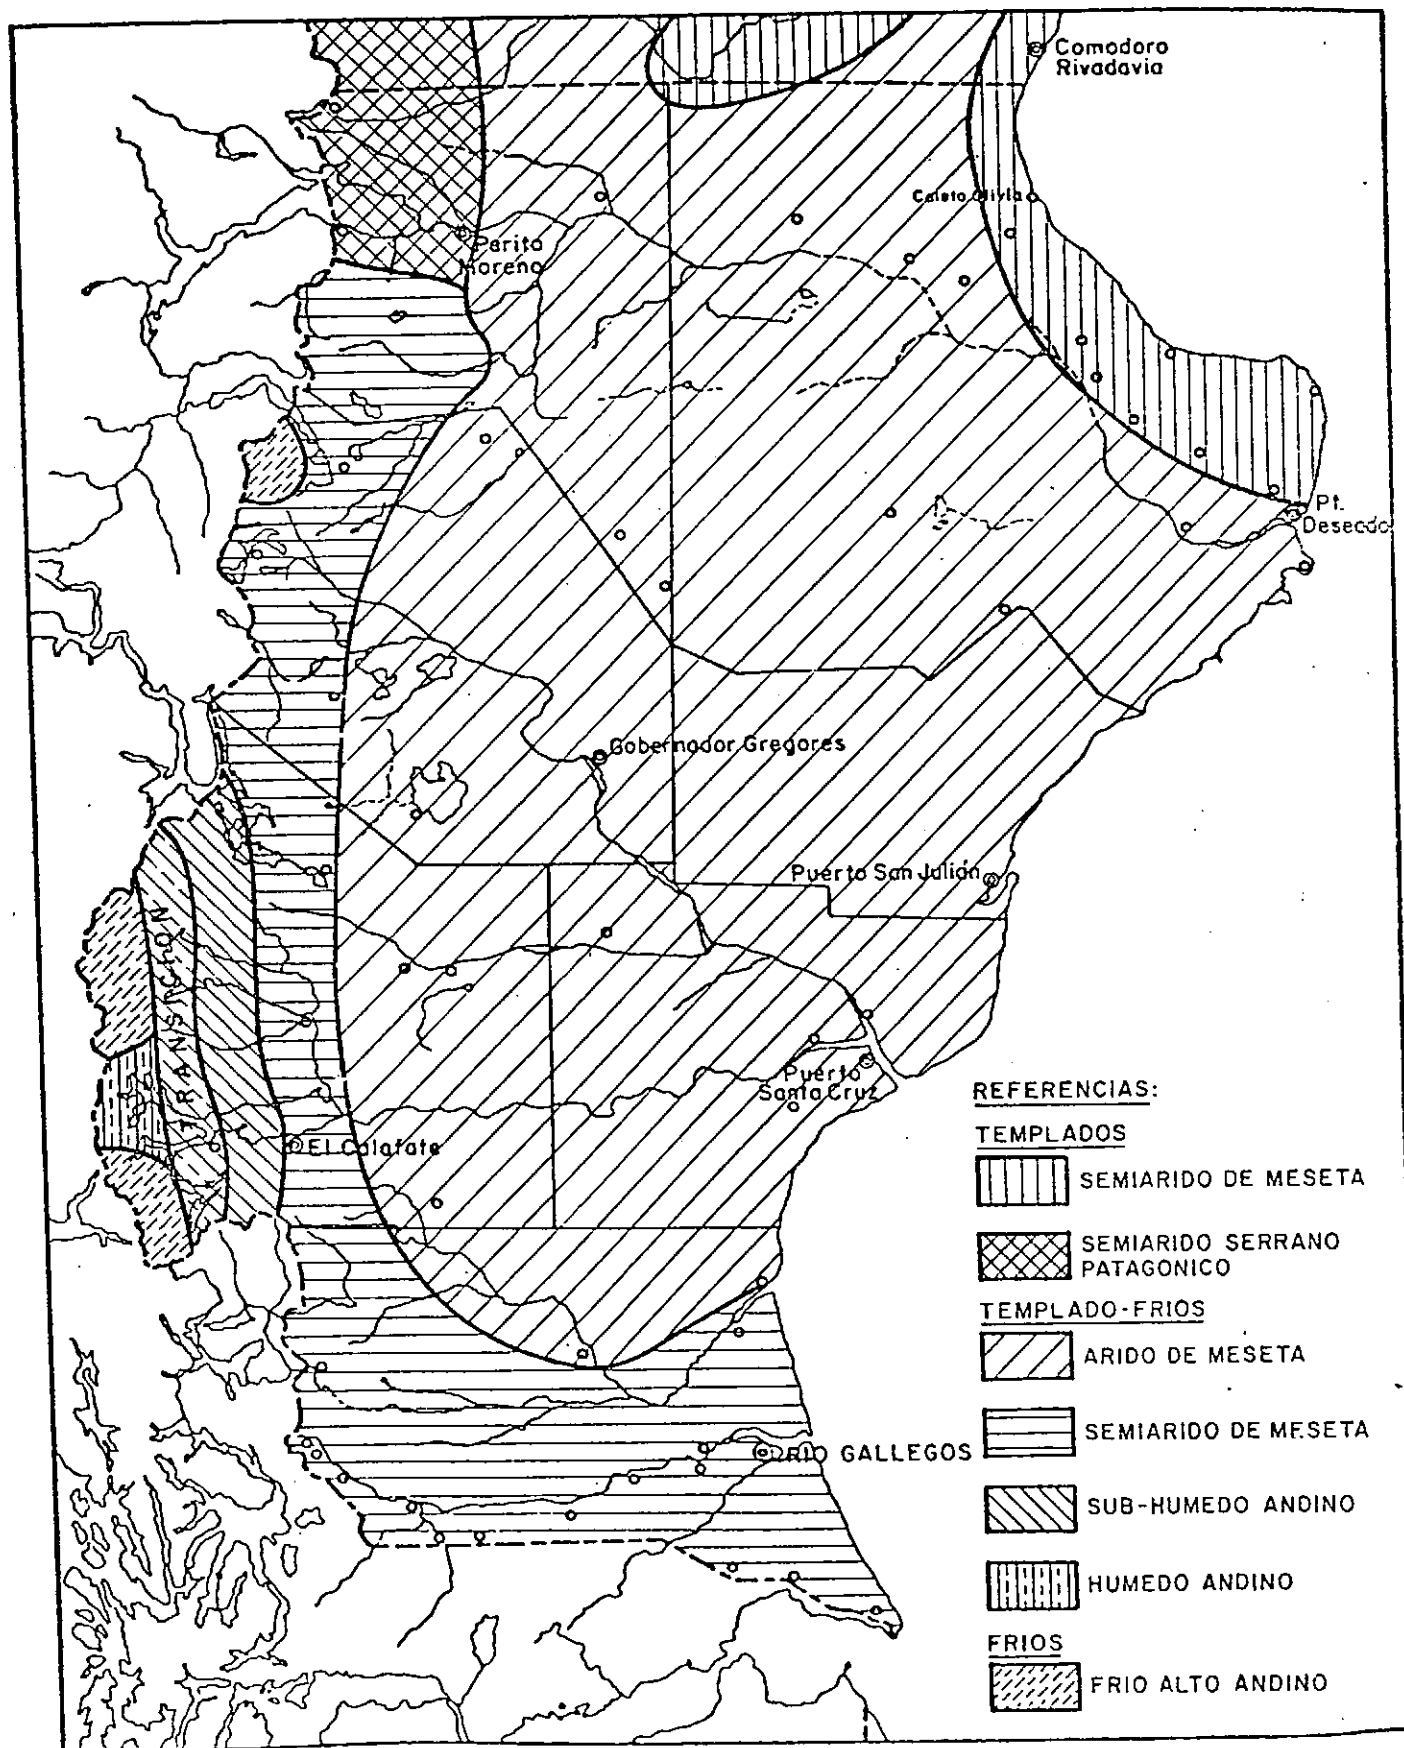 Comodoro
Rivadavia
Caleta Olivia
Perito
Moreno
Pt.
Deseado
Gobernador Gregores
Puerto San Julián
TRANSICION
Puerto
Santa Cruz
El Calafate
RIO GALLEGOS
REFERENCIAS:
TEMPLADOS
SEMIARIDO DE MESETA
SEMIARIDO SERRANO
PATAGONICO
TEMPLADO-FRIOS
ARIDO DE MESETA
SEMIARIDO DE MESETA
SUB-HUMEDO ANDINO
HUMEDO ANDINO
FRIOS
FRIO ALTO ANDINO